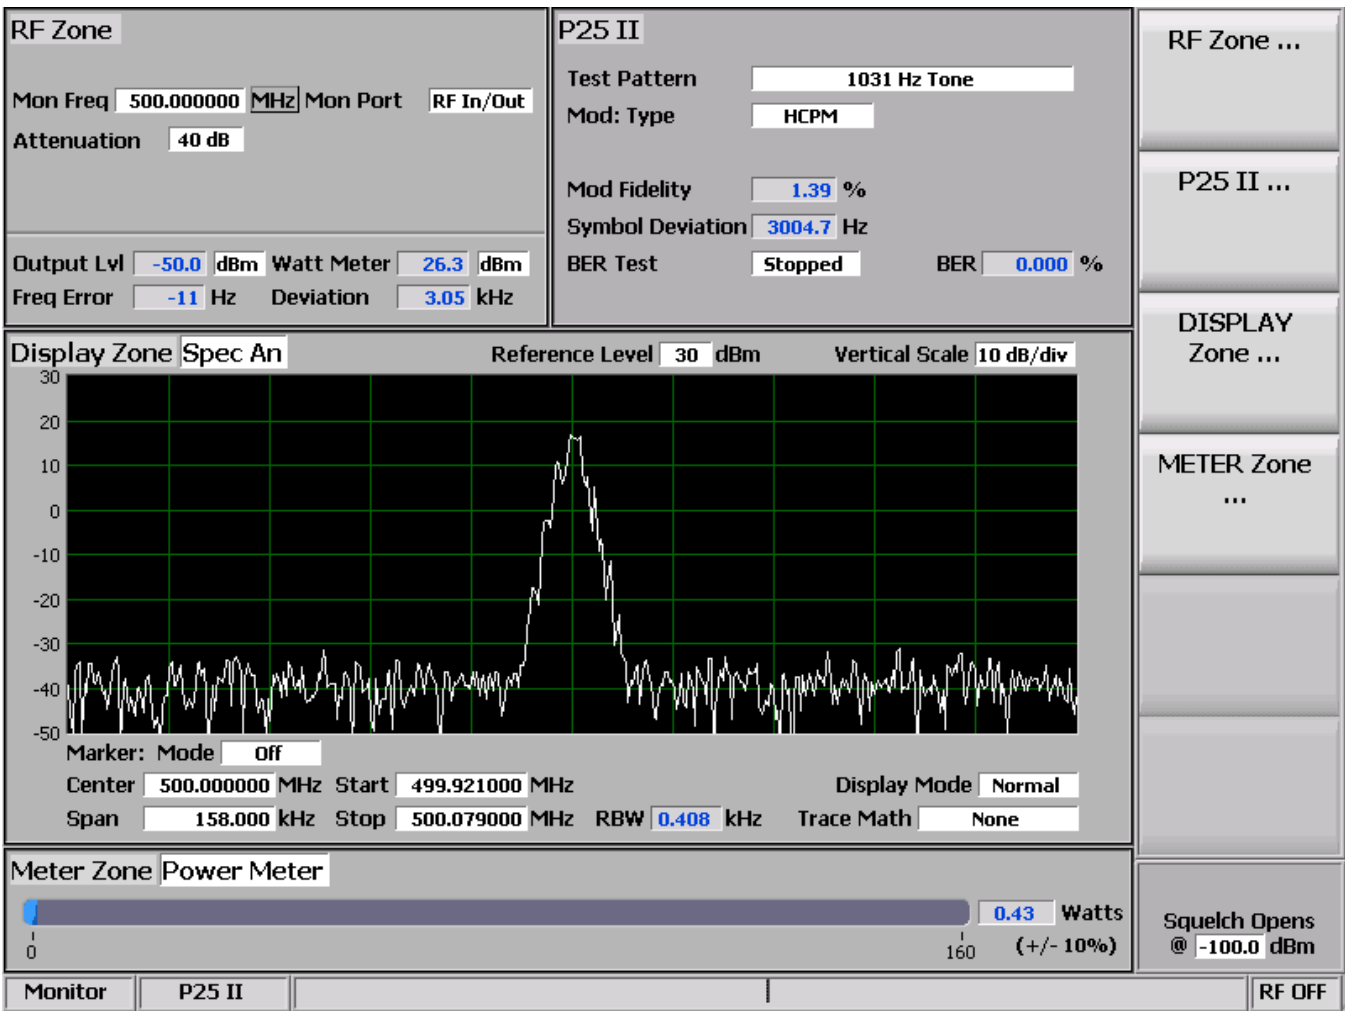 RF Zone
Mon Freq 500.000000 MHz Mon Port RF In/Out
Attenuation 40 dB
Output Lvl -50.0 dBm Watt Meter 26.3 dBm
Freq Error -11 Hz Deviation 3.05 kHz
P25 II
Test Pattern 1031 Hz Tone
Mod: Type HCPM
Mod Fidelity 1.39 %
Symbol Deviation 3004.7 Hz
BER Test Stopped BER 0.000 %
Display Zone Spec An Reference Level 30 dBm Vertical Scale 10 dB/div
30
20
10
0
-10
-20
-30
-40
-50
Marker: Mode Off
Center 500.000000 MHz Start 499.921000 MHz Display Mode Normal
Span 158.000 kHz Stop 500.079000 MHz RBW 0.408 kHz Trace Math None
Meter Zone Power Meter
0.43 Watts
0 160 (+/- 10%)
RF Zone ...
P25 II ...
DISPLAY
Zone ...
METER Zone
...
Squelch Opens
@ -100.0 dBm
Monitor P25 II RF OFF